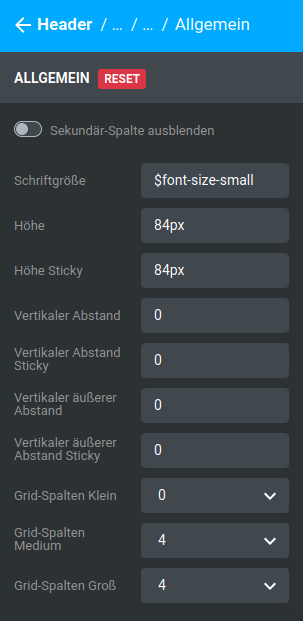 ← Header / ... / ... / Allgemein
ALLGEMEIN RESET
Sekundär-Spalte ausblenden
Schriftgröße $font-size-small
Höhe 84px
Höhe Sticky 84px
Vertikaler Abstand 0
Vertikaler Abstand
Sticky 0
Vertikaler äußerer
Abstand 0
Vertikaler äußerer
Abstand Sticky 0
Grid-Spalten Klein 0
Grid-Spalten
Medium 4
Grid-Spalten Groß 4